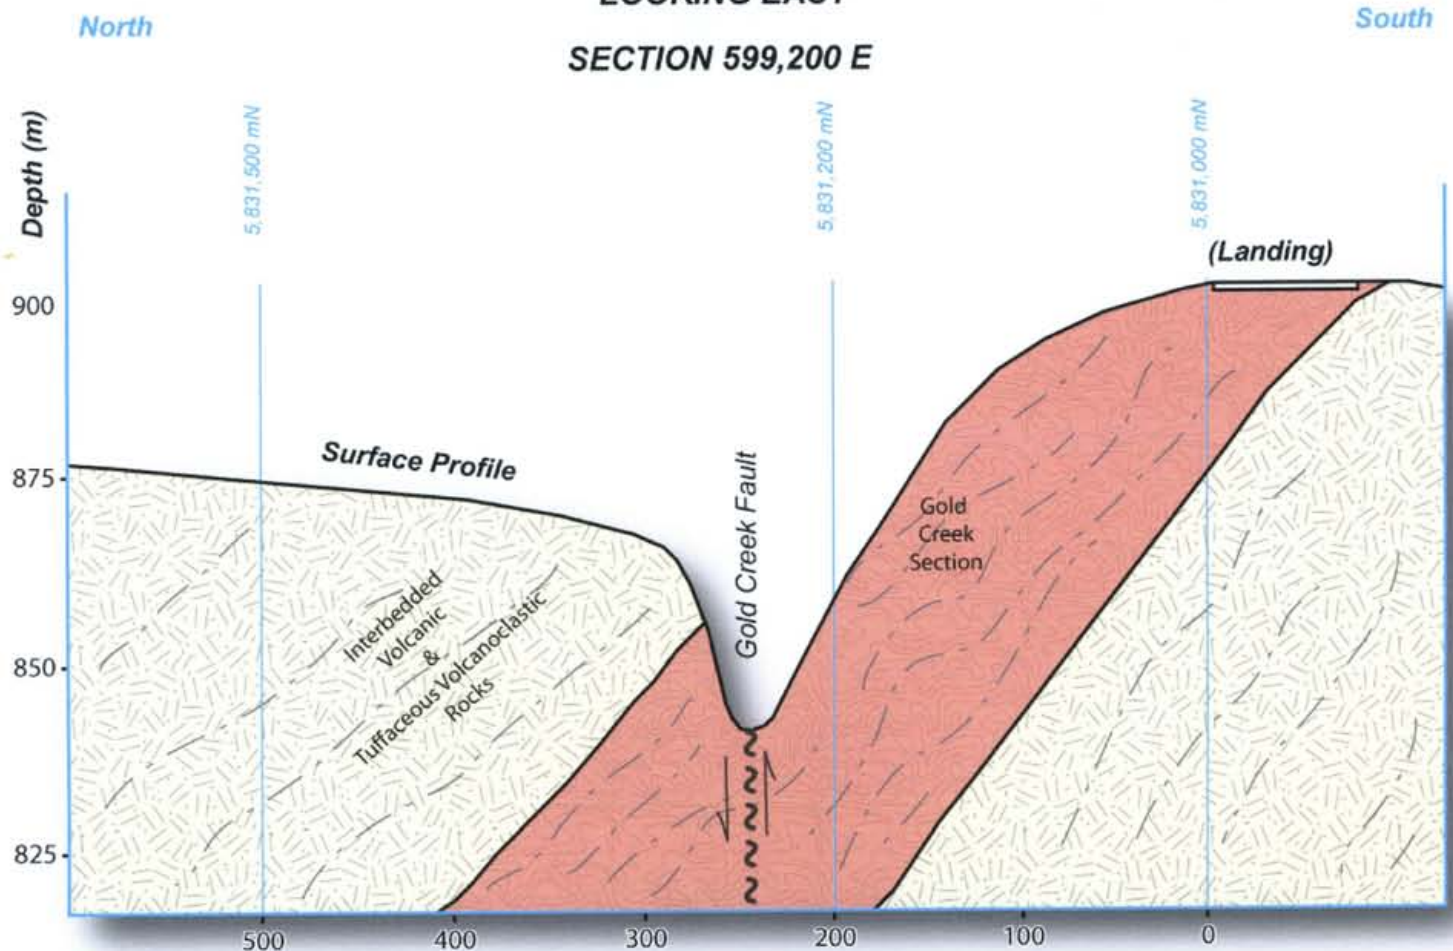 LOOKING EAST
North
South
SECTION 599,200 E
Depth (m)
5,831,500 mN
5,831,200 mN
5,831,000 mN
(Landing)
900
875
850
825
Surface Profile
Gold Creek Fault
Gold
Creek
Section
Interbedded
Volcanic
&
Tuffaceous Volcanoclastic
Rocks
500
400
300
200
100
0